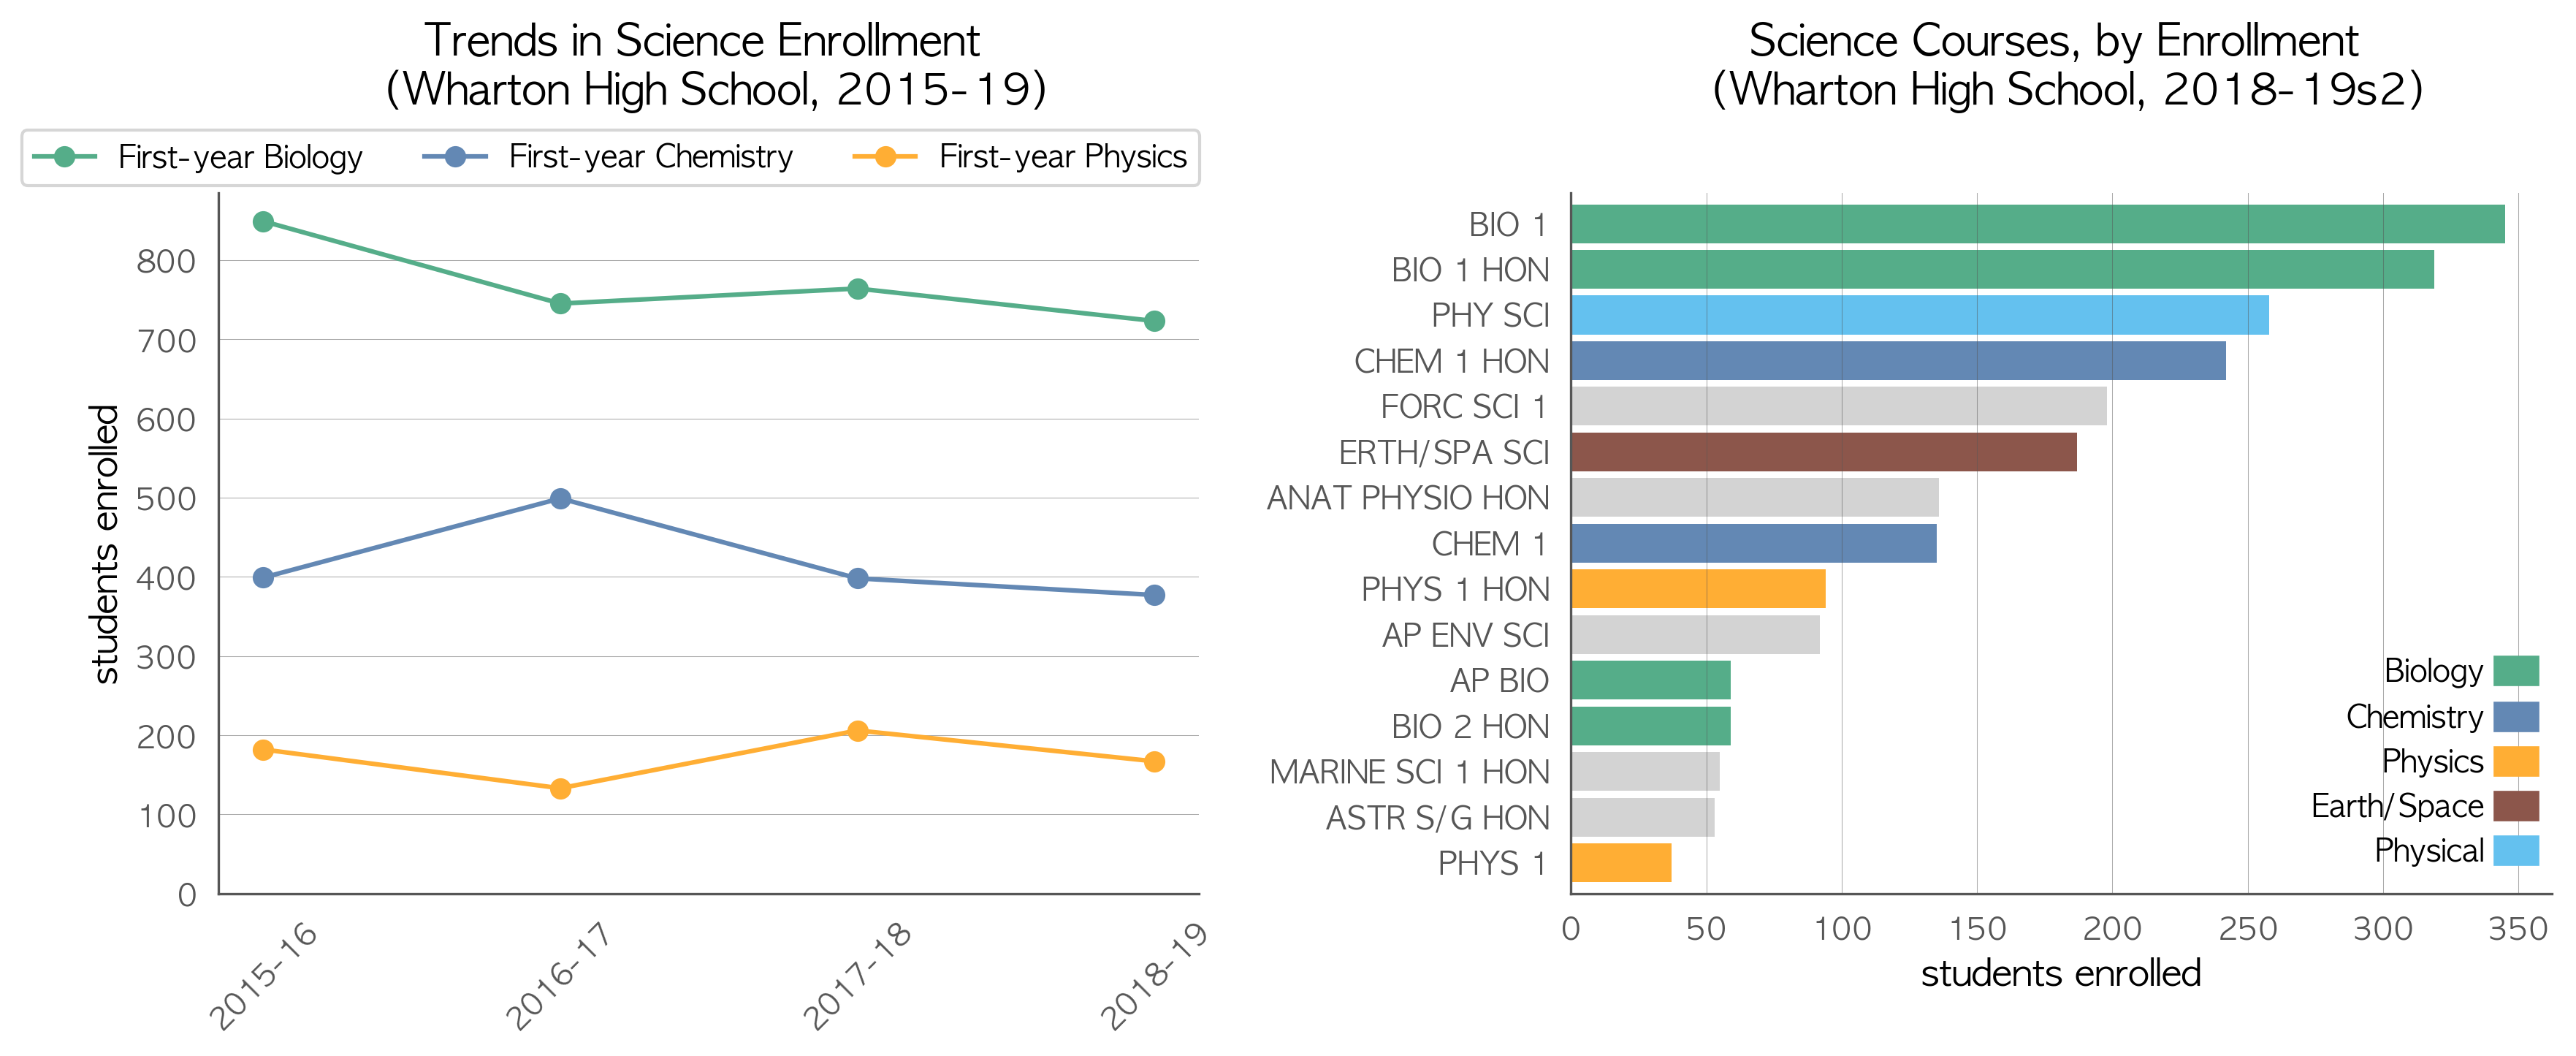 Trends in Science Enrollment
(Wharton High School, 2015-19)
First-year Biology
First-year Chemistry
First-year Physics
800
700
600
500
400
300
200
100
0
students enrolled
2015-16
2016-17
2017-18
2018-19
Science Courses, by Enrollment
(Wharton High School, 2018-19s2)
BIO 1
BIO 1 HON
PHY SCI
CHEM 1 HON
FORC SCI 1
ERTH/SPA SCI
ANAT PHYSIO HON
CHEM 1
PHYS 1 HON
AP ENV SCI
AP BIO
BIO 2 HON
MARINE SCI 1 HON
ASTR S/G HON
PHYS 1
Biology
Chemistry
Physics
Earth/Space
Physical
0
50
100
150
200
250
300
350
students enrolled